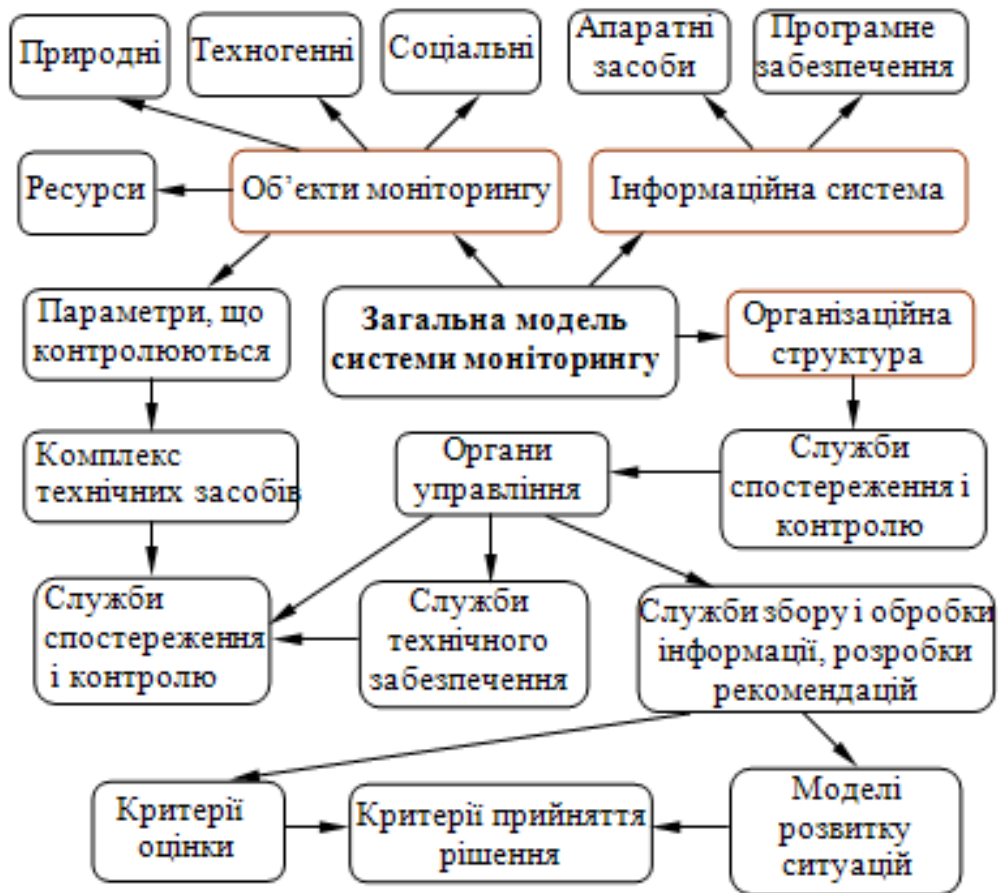 Природні
Техногенні
Соціальні
Апаратні
засоби
Програмне
забезпечення
Ресурси
Об’єкти моніторингу
Інформаційна система
Параметри, що
контролюються
Загальна модель
системи моніторингу
Організаційна
структура
Комплекс
технічних засобів
Органи
управління
Служби
спостереження і
контролю
Служби
спостереження
і контролю
Служби
технічного
забезпечення
Служби збору і обробки
інформації, розробки
рекомендацій
Критерії
оцінки
Критерії прийняття
рішення
Моделі
розвитку
ситуацій